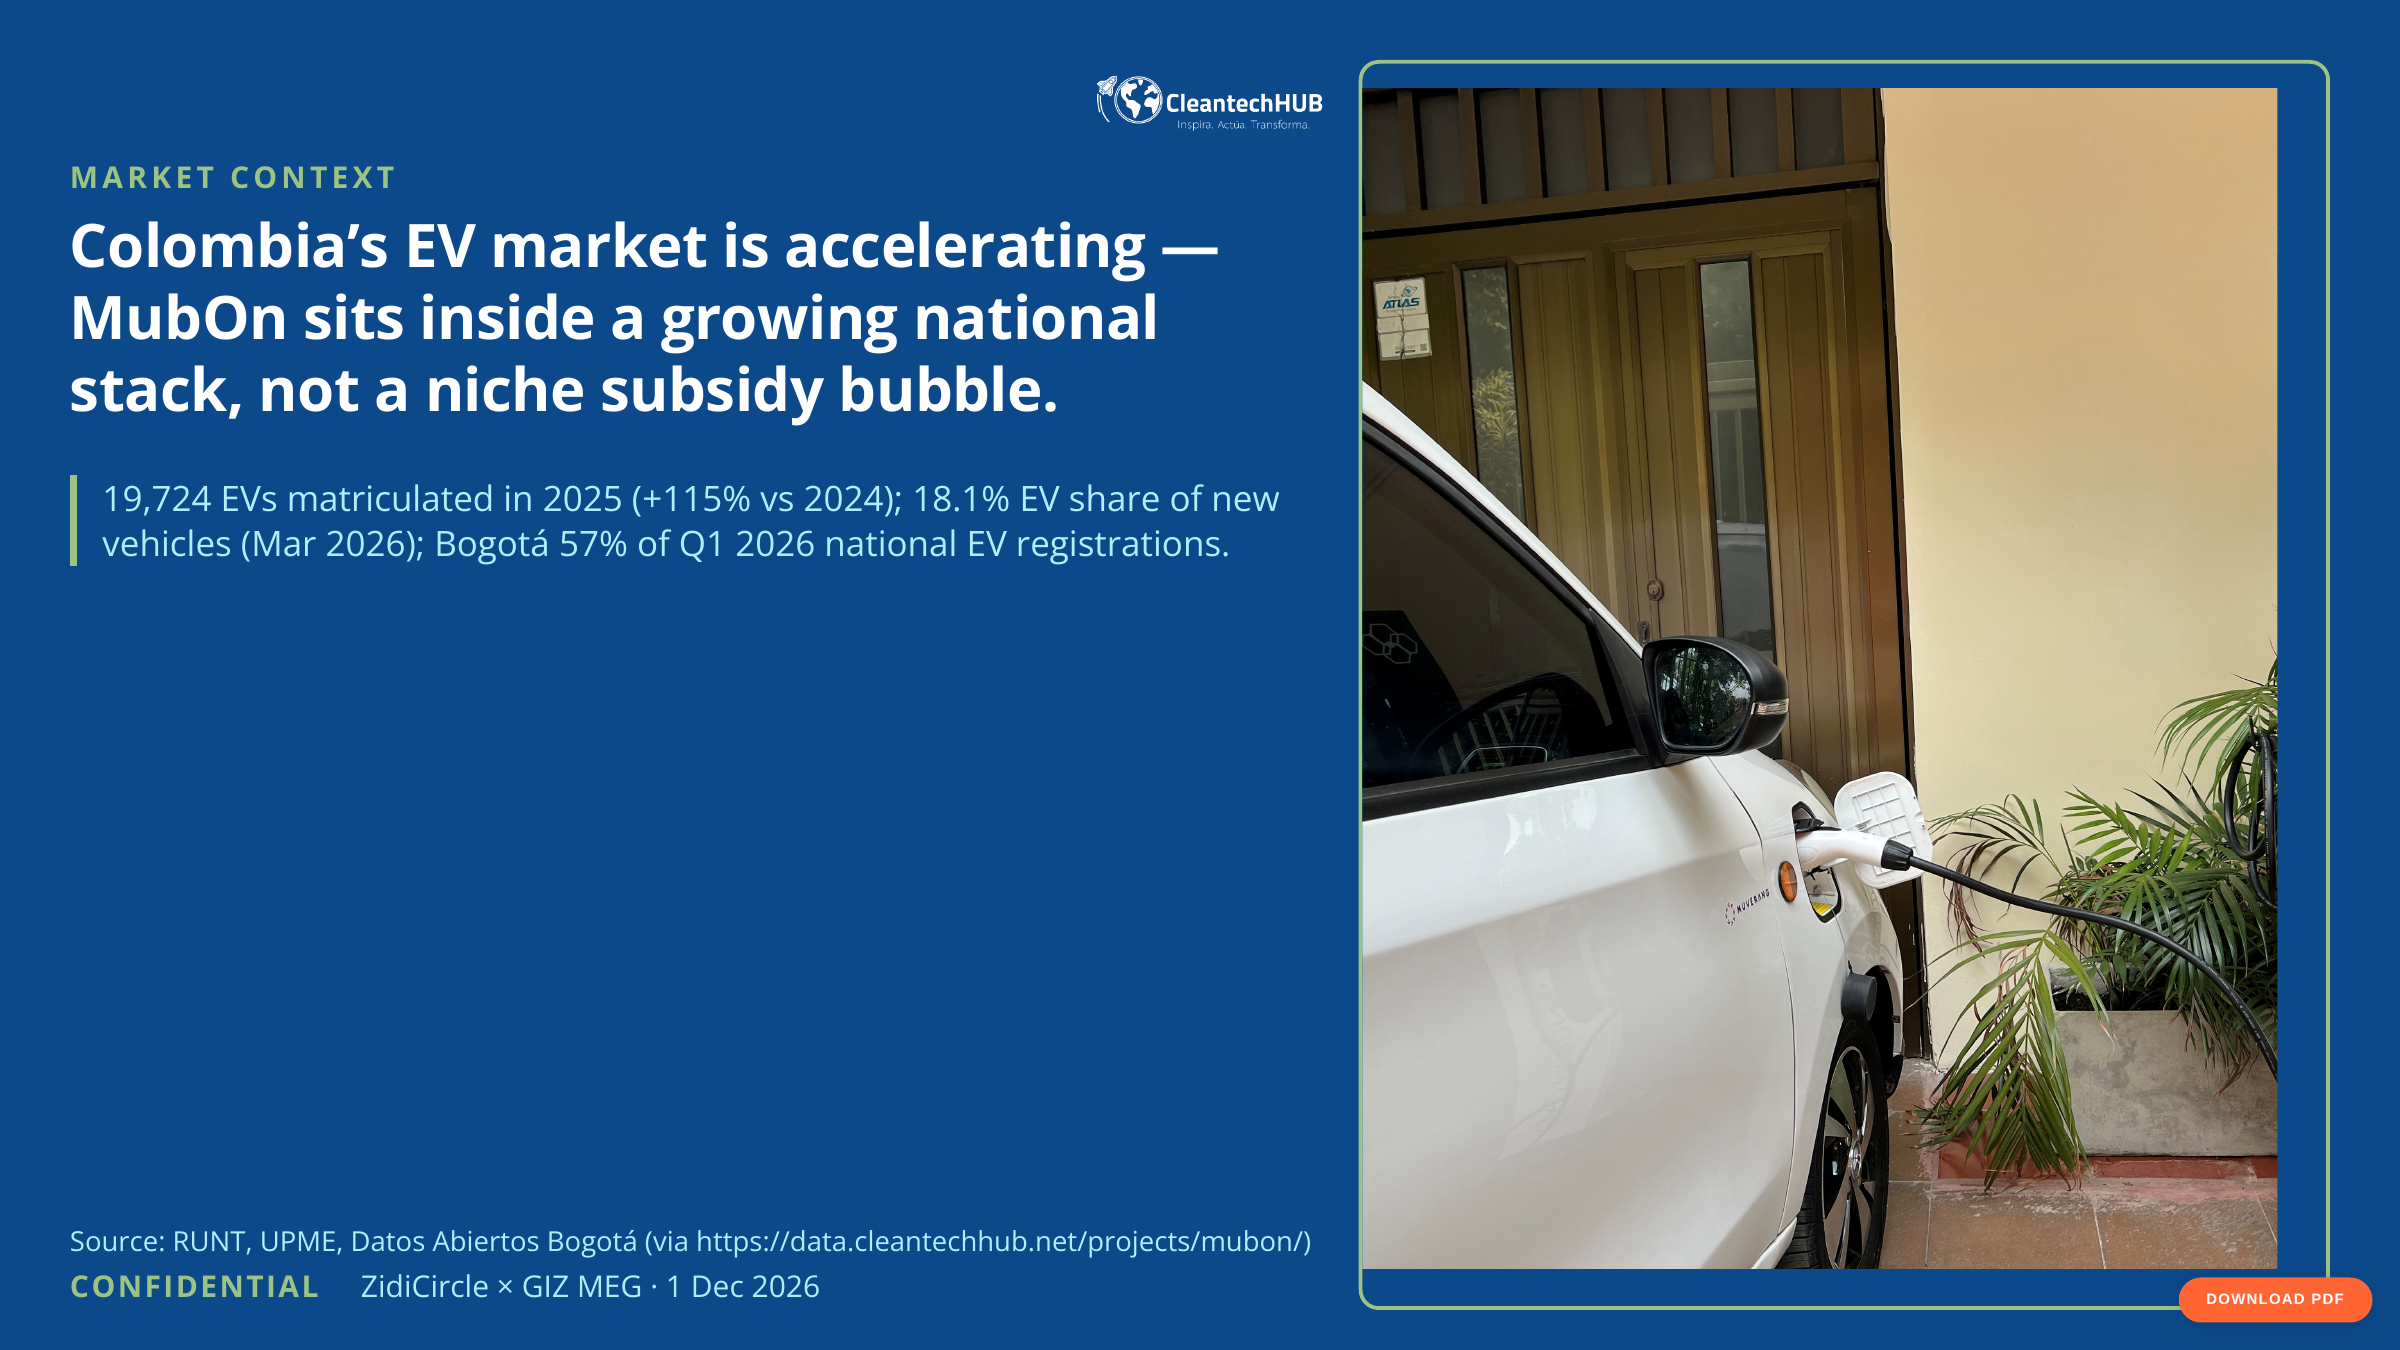 CleantechHUB
Inspira. Actúa. Transforma.
MARKET CONTEXT
Colombia’s EV market is accelerating —
MubOn sits inside a growing national
stack, not a niche subsidy bubble.
19,724 EVs matriculated in 2025 (+115% vs 2024); 18.1% EV share of new
vehicles (Mar 2026); Bogotá 57% of Q1 2026 national EV registrations.
ATLAS
MUVERANG
Source: RUNT, UPME, Datos Abiertos Bogotá (via https://data.cleantechhub.net/projects/mubon/)
CONFIDENTIAL ZidiCircle × GIZ MEG · 1 Dec 2026
DOWNLOAD PDF